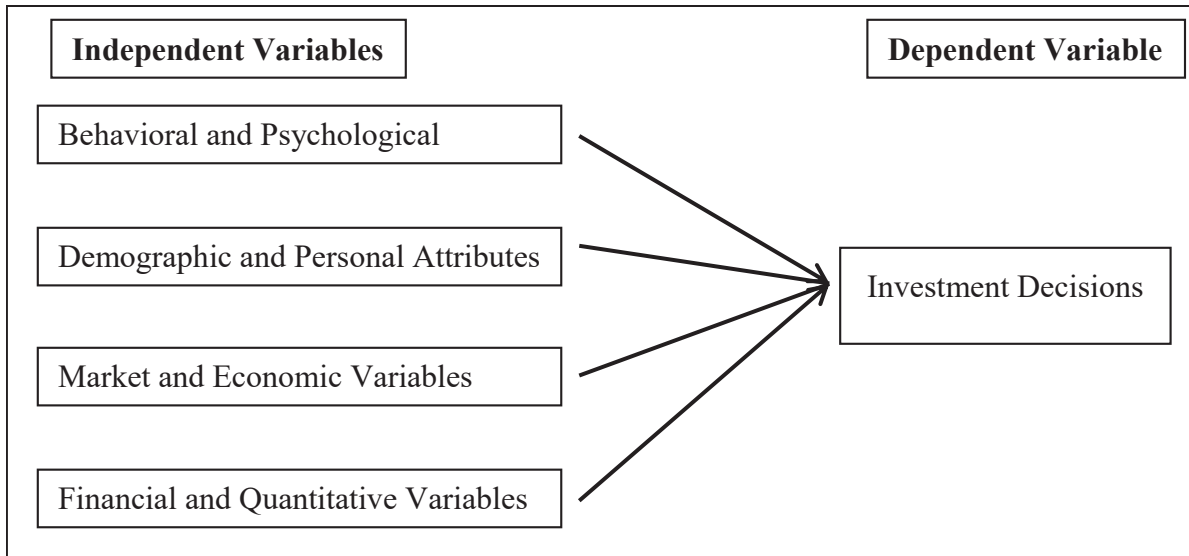 Independent Variables
Dependent Variable
Behavioral and Psychological
Demographic and Personal Attributes
Investment Decisions
Market and Economic Variables
Financial and Quantitative Variables